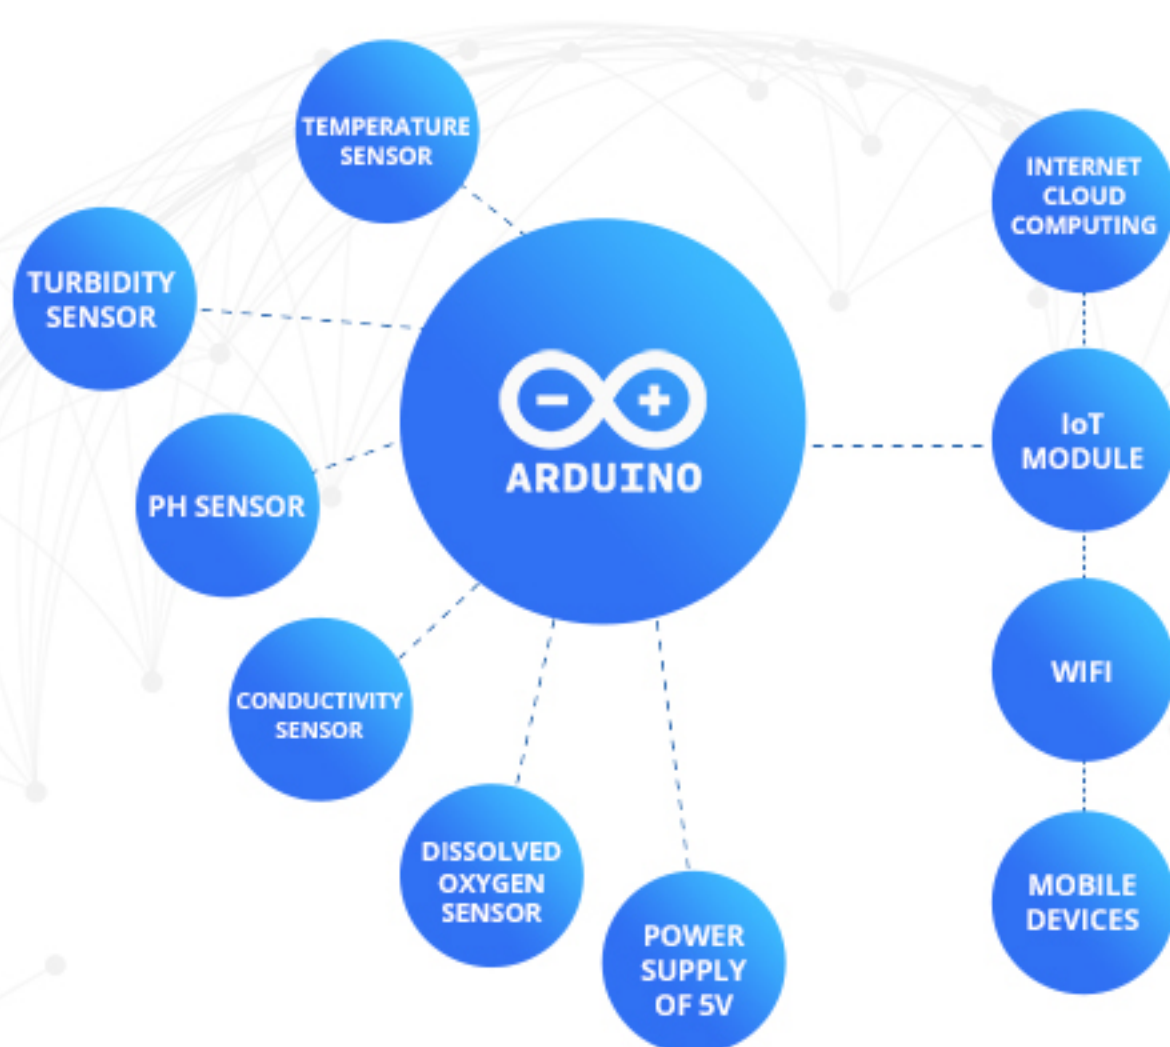 TEMPERATURE
SENSOR
TURBIDITY
SENSOR
PH SENSOR
CONDUCTIVITY
SENSOR
DISSOLVED
OXYGEN
SENSOR
POWER
SUPPLY
OF 5V
ARDUINO
INTERNET
CLOUD
COMPUTING
IoT
MODULE
WIFI
MOBILE
DEVICES